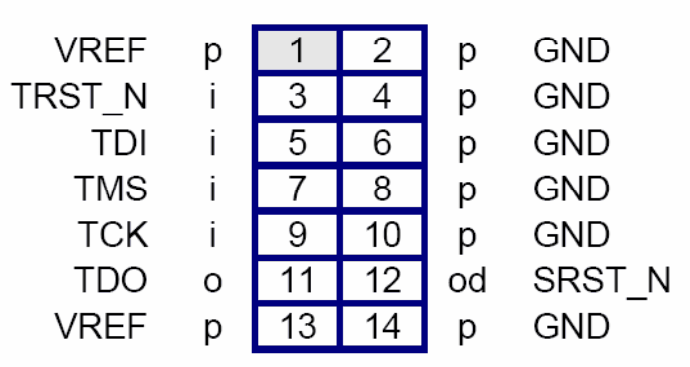 VREF p 1 2 p GND
TRST_N i 3 4 p GND
TDI i 5 6 p GND
TMS i 7 8 p GND
TCK i 9 10 p GND
TDO o 11 12 od SRST_N
VREF p 13 14 p GND